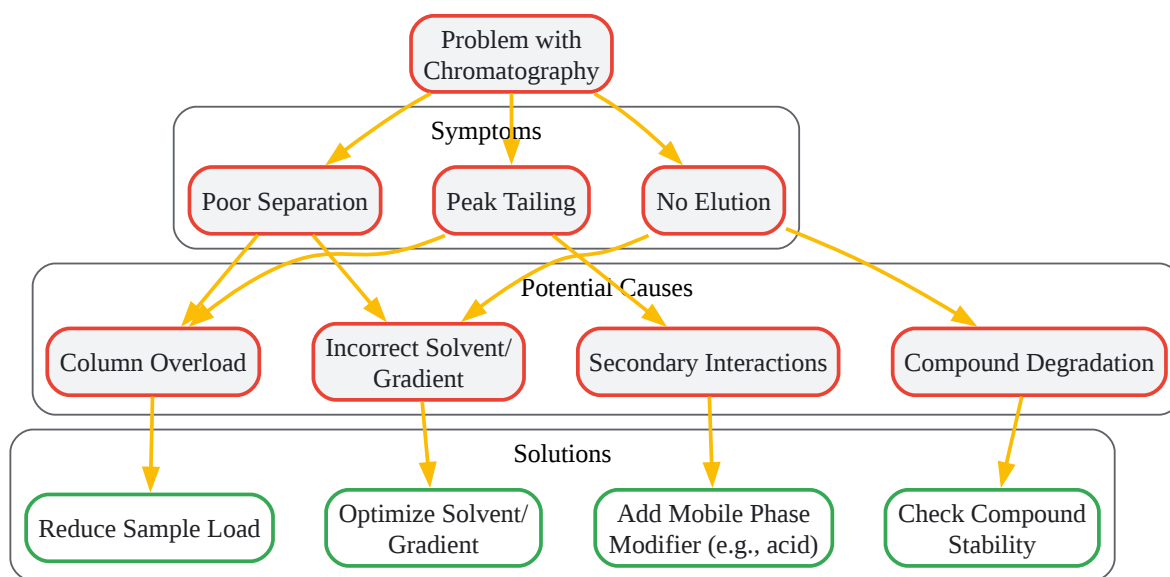 Problem with
Chromatography
Symptoms
Poor Separation
Peak Tailing
No Elution
Potential Causes
Column Overload
Incorrect Solvent/
Gradient
Secondary Interactions
Compound Degradation
Solutions
Reduce Sample Load
Optimize Solvent/
Gradient
Add Mobile Phase
Modifier (e.g., acid)
Check Compound
Stability